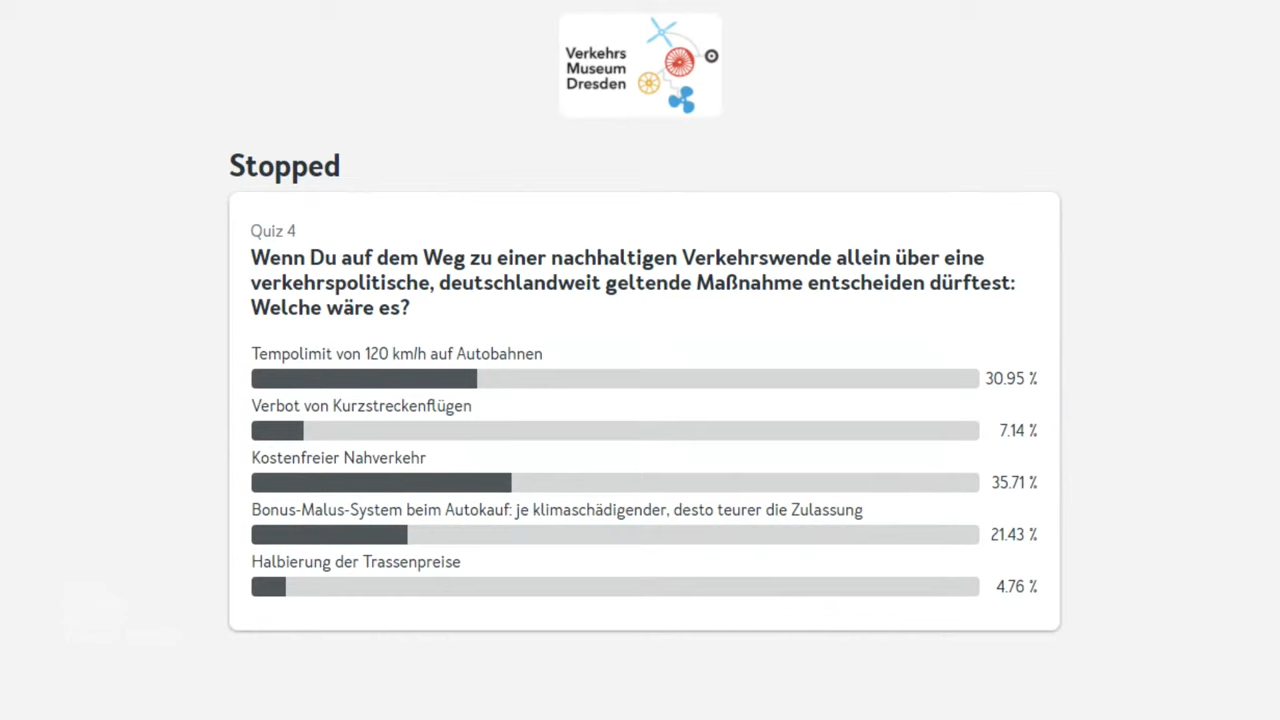 Verkehrs
Museum
Dresden
Stopped
Quiz 4
Wenn Du auf dem Weg zu einer nachhaltigen Verkehrswende allein über eine
verkehrspolitische, deutschlandweit geltende Maßnahme entscheiden dürftest:
Welche wäre es?
Tempolimit von 120 km/h auf Autobahnen
30.95 %
Verbot von Kurzstreckenflügen
7.14 %
Kostenfreier Nahverkehr
35.71 %
Bonus-Malus-System beim Autokauf: je klimaschädigender, desto teurer die Zulassung
21.43 %
Halbierung der Trassenpreise
4.76 %